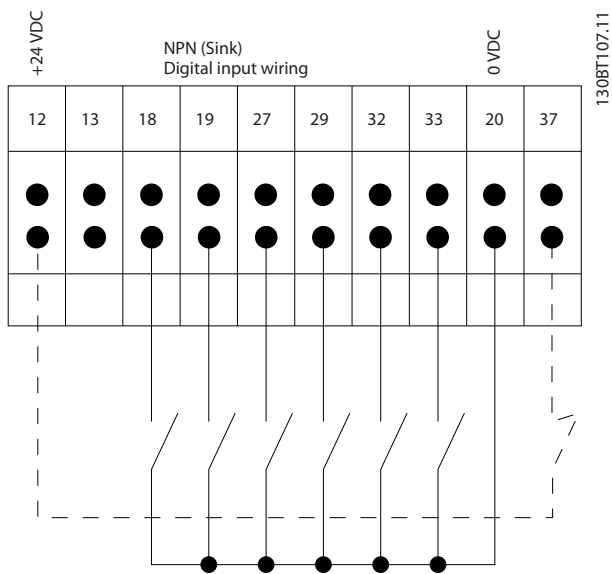 +24 VDC
NPN (Sink)
Digital input wiring
0 VDC
130BT107.11
12 13 18 19 27 29 32 33 20 37